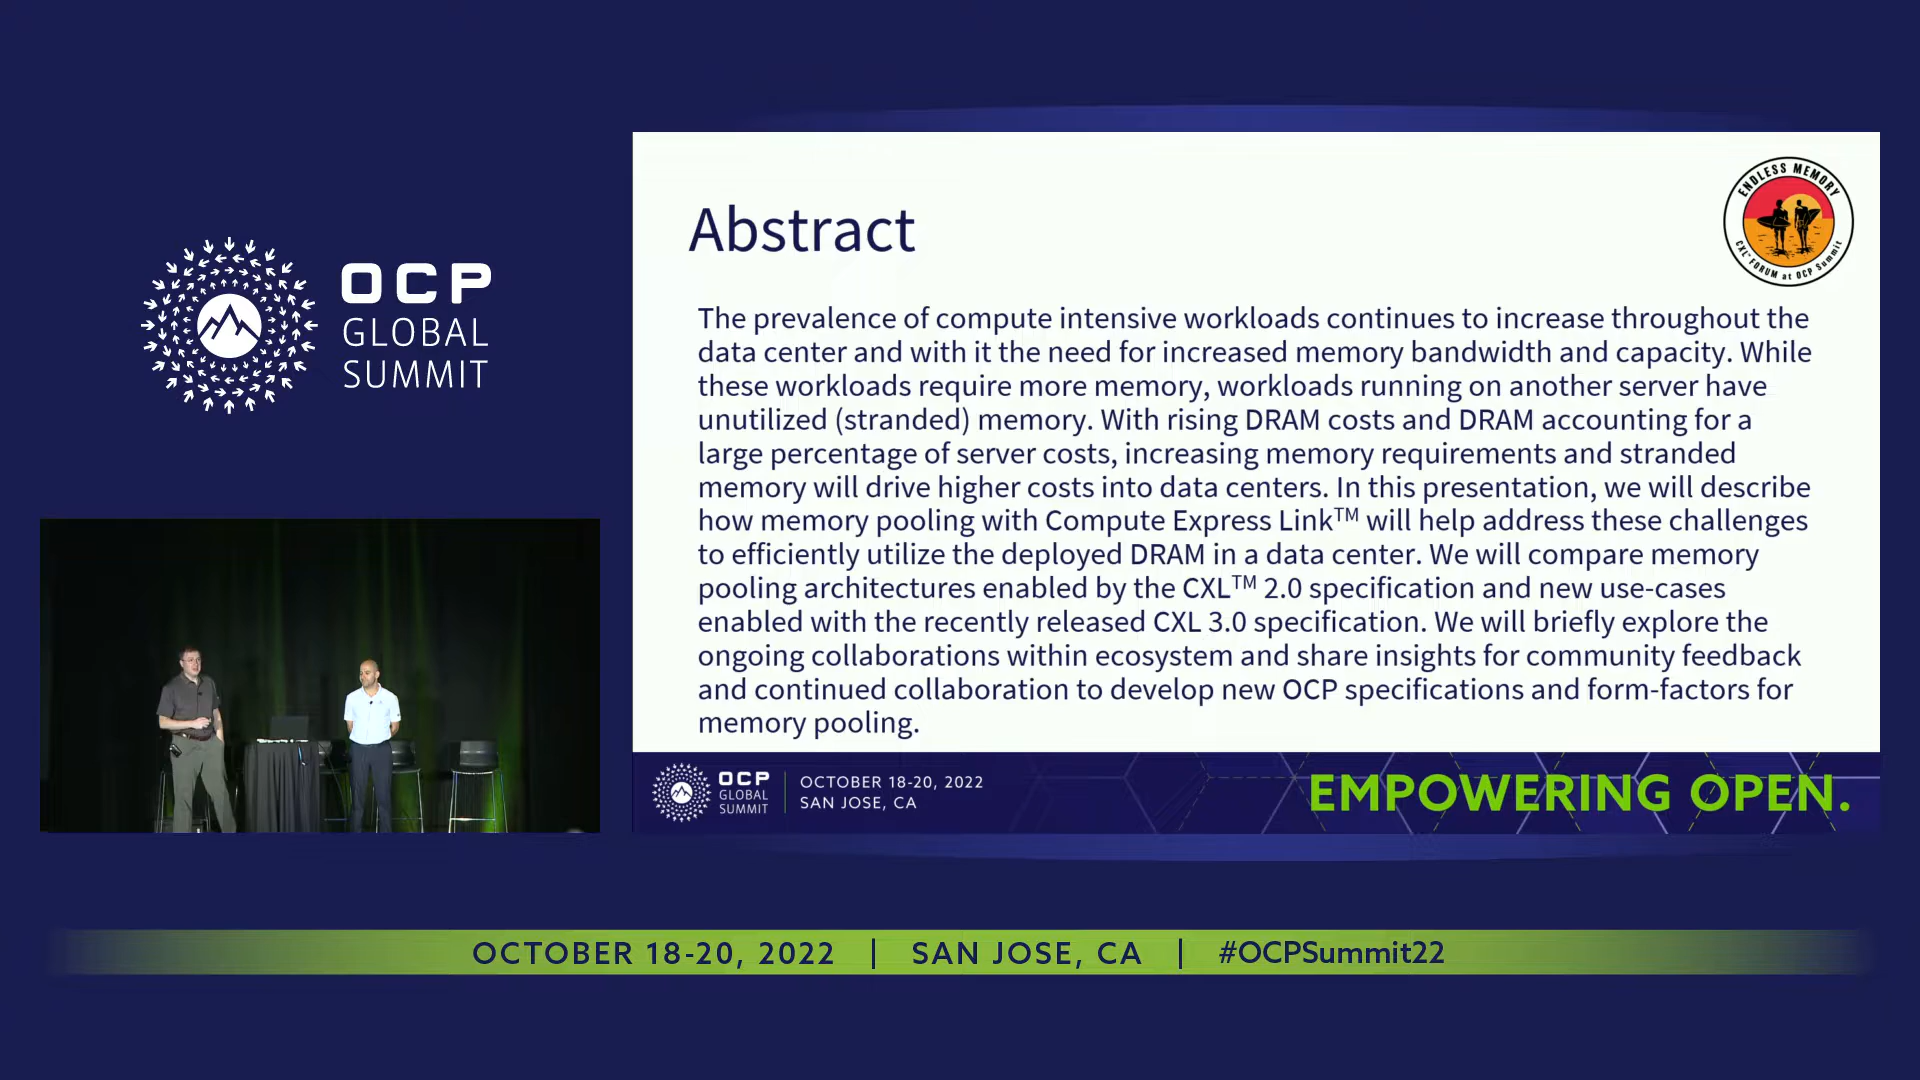 OCP
GLOBAL
SUMMIT
Abstract
ENDLESS MEMORY
CXL™ FORUM at OCP Summit
The prevalence of compute intensive workloads continues to increase throughout the
data center and with it the need for increased memory bandwidth and capacity. While
these workloads require more memory, workloads running on another server have
unutilized (stranded) memory. With rising DRAM costs and DRAM accounting for a
large percentage of server costs, increasing memory requirements and stranded
memory will drive higher costs into data centers. In this presentation, we will describe
how memory pooling with Compute Express Link™ will help address these challenges
to efficiently utilize the deployed DRAM in a data center. We will compare memory
pooling architectures enabled by the CXL™ 2.0 specification and new use-cases
enabled with the recently released CXL 3.0 specification. We will briefly explore the
ongoing collaborations within ecosystem and share insights for community feedback
and continued collaboration to develop new OCP specifications and form-factors for
memory pooling.
OCP
GLOBAL
SUMMIT
OCTOBER 18-20, 2022
SAN JOSE, CA
EMPOWERING OPEN.
OCTOBER 18-20, 2022 | SAN JOSE, CA | #OCPSummit22